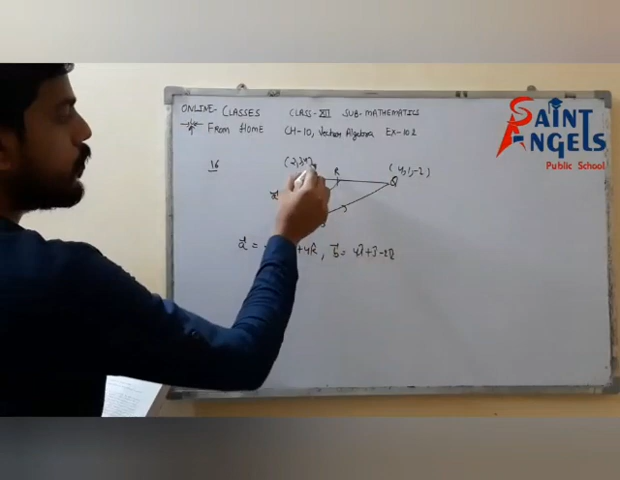 ONLINE- CLASSES CLASS-XII SUB-MATHEMATICS
FROM HOME CH-10, Vector Algebra EX-10.2
SAINT ANGELS
Public School
16
(2,3,4) R (4,1,-2)
Q
a⃗ = +4k̂, b⃗ = 4î+ĵ-2k̂